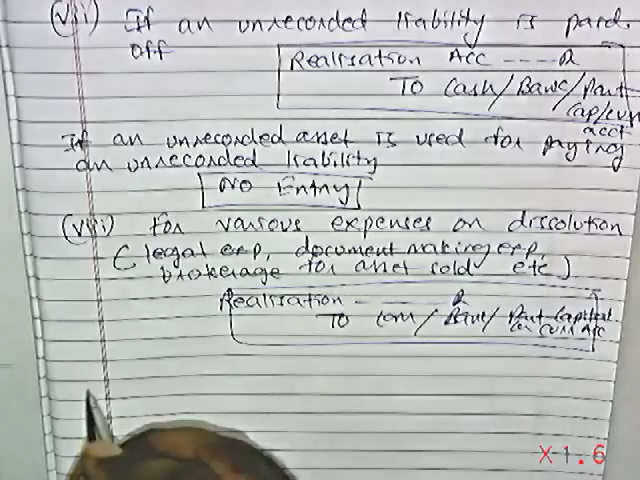 (vii) If an unrecorded liability is paid
off
Realisation Acc ---- Dr
To Cash/Bank/Part
Cap/curr
acct
If an unrecorded asset is used for paying
an unrecorded liability
No Entry
(viii) for various expenses on dissolution
(legal exp, document making exp,
brokerage for asset sold etc)
Realisation ------ Dr
To Cash/Bank/Part Capital
or Curr Acc
X1.6